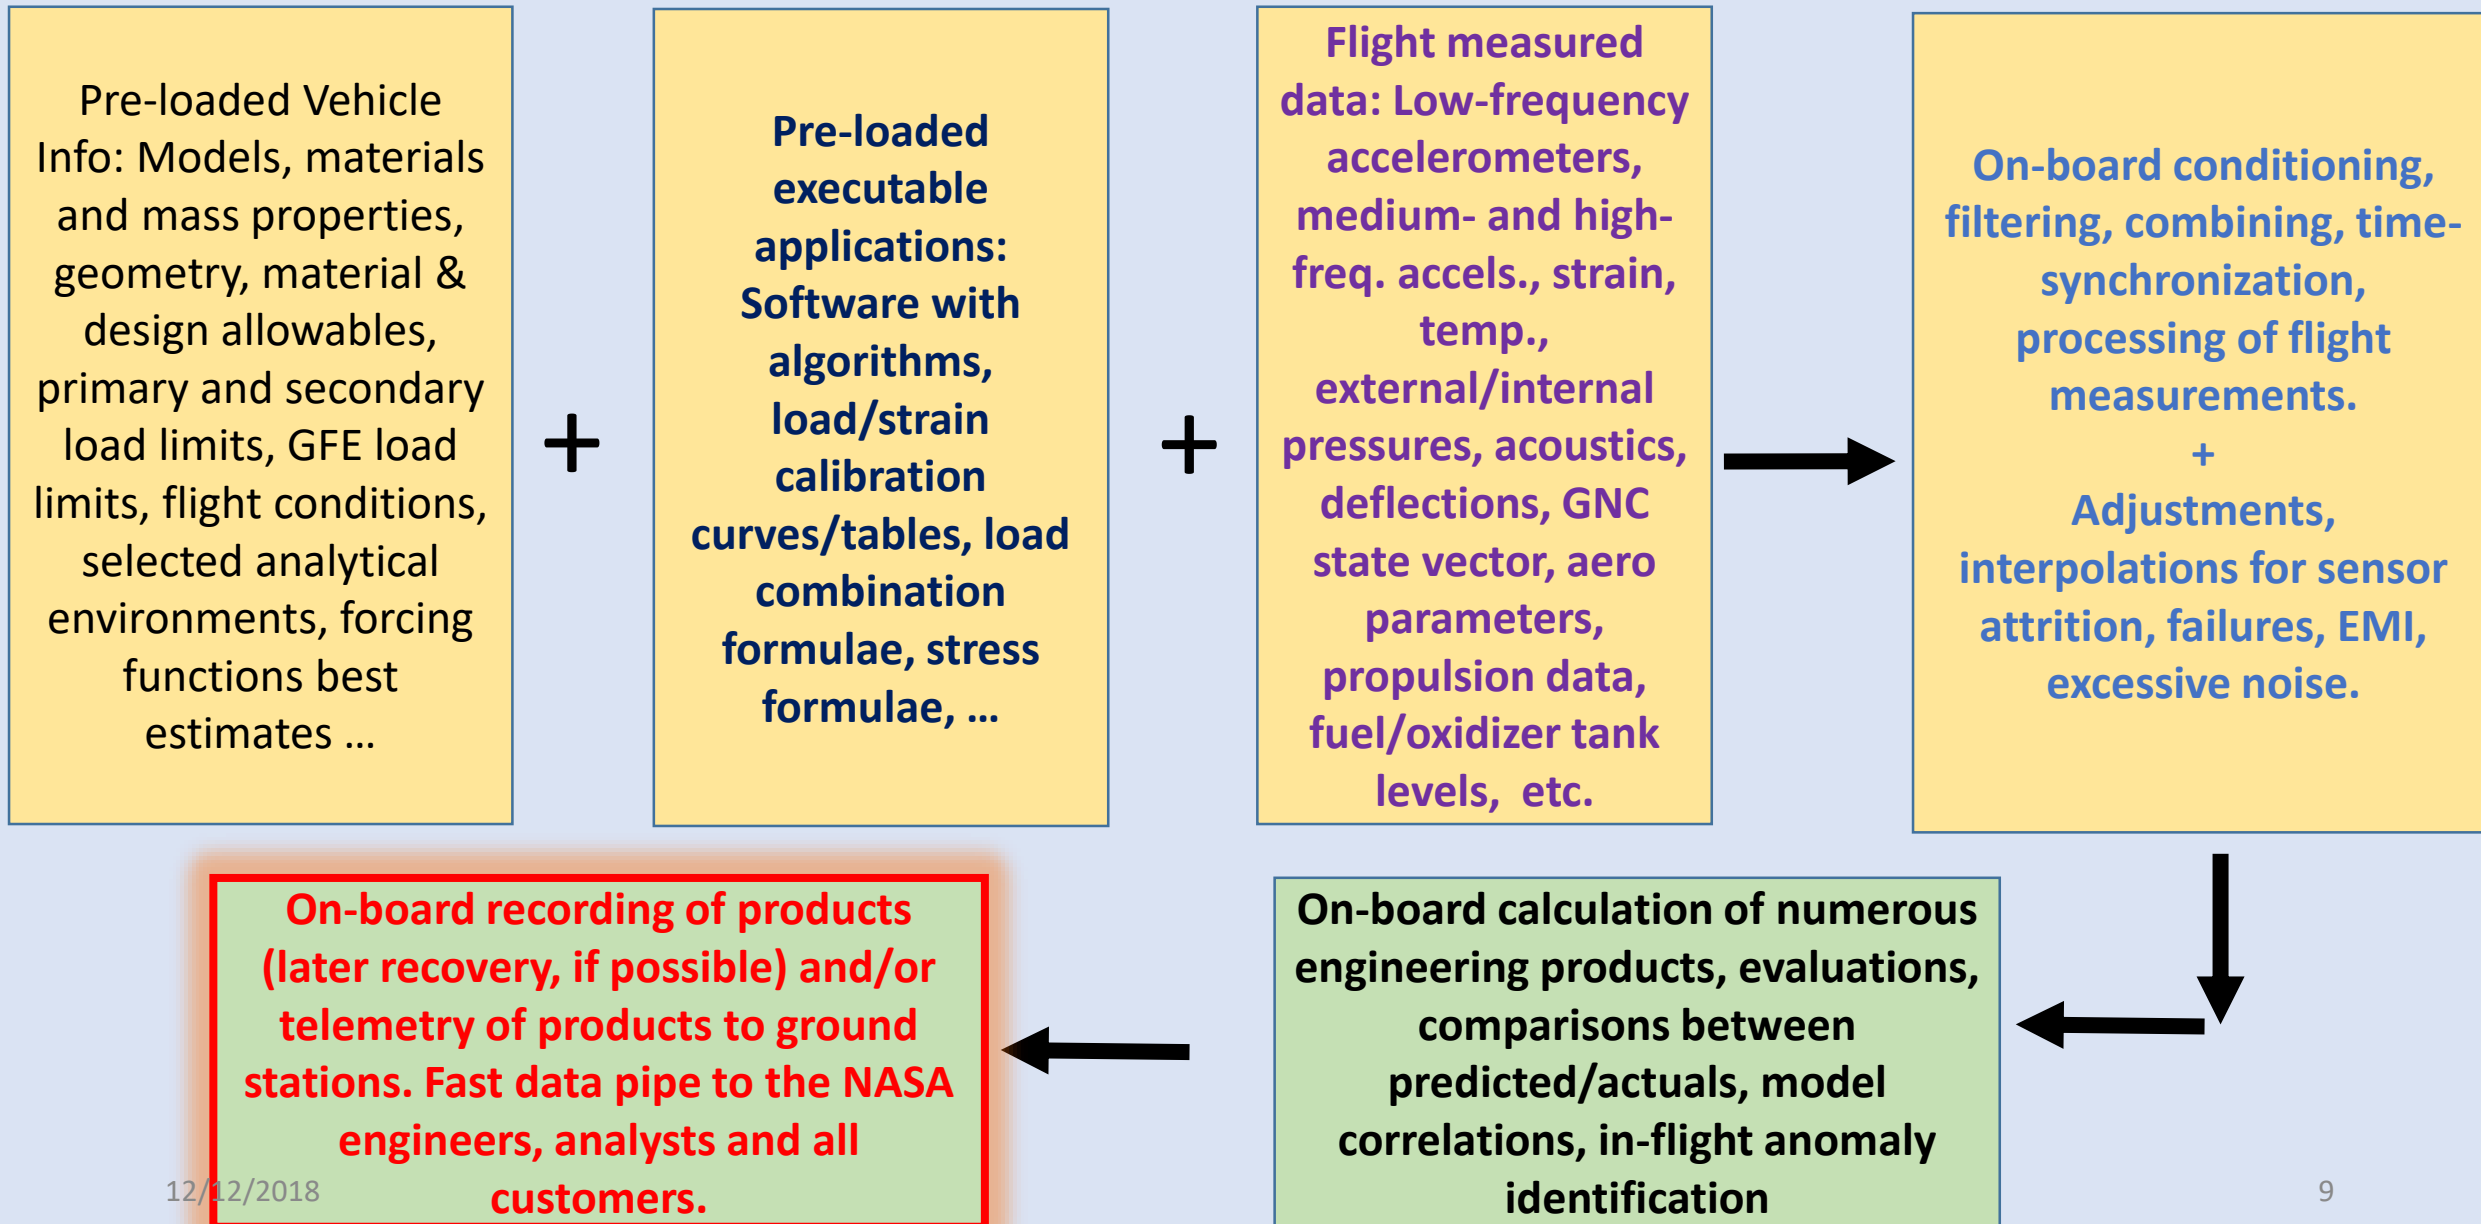 Pre-loaded Vehicle
Info: Models, materials
and mass properties,
geometry, material &
design allowables,
primary and secondary
load limits, GFE load
limits, flight conditions,
selected analytical
environments, forcing
functions best
estimates ...
+
Pre-loaded
executable
applications:
Software with
algorithms,
load/strain
calibration
curves/tables, load
combination
formulae, stress
formulae, ...
+
Flight measured
data: Low-frequency
accelerometers,
medium- and high-
freq. accels., strain,
temp.,
external/internal
pressures, acoustics,
deflections, GNC
state vector, aero
parameters,
propulsion data,
fuel/oxidizer tank
levels, etc.
On-board conditioning,
filtering, combining, time-
synchronization,
processing of flight
measurements.
+
Adjustments,
interpolations for sensor
attrition, failures, EMI,
excessive noise.
On-board calculation of numerous
engineering products, evaluations,
comparisons between
predicted/actuals, model
correlations, in-flight anomaly
identification
On-board recording of products
(later recovery, if possible) and/or
telemetry of products to ground
stations. Fast data pipe to the NASA
engineers, analysts and all
customers.
12/12/2018
9